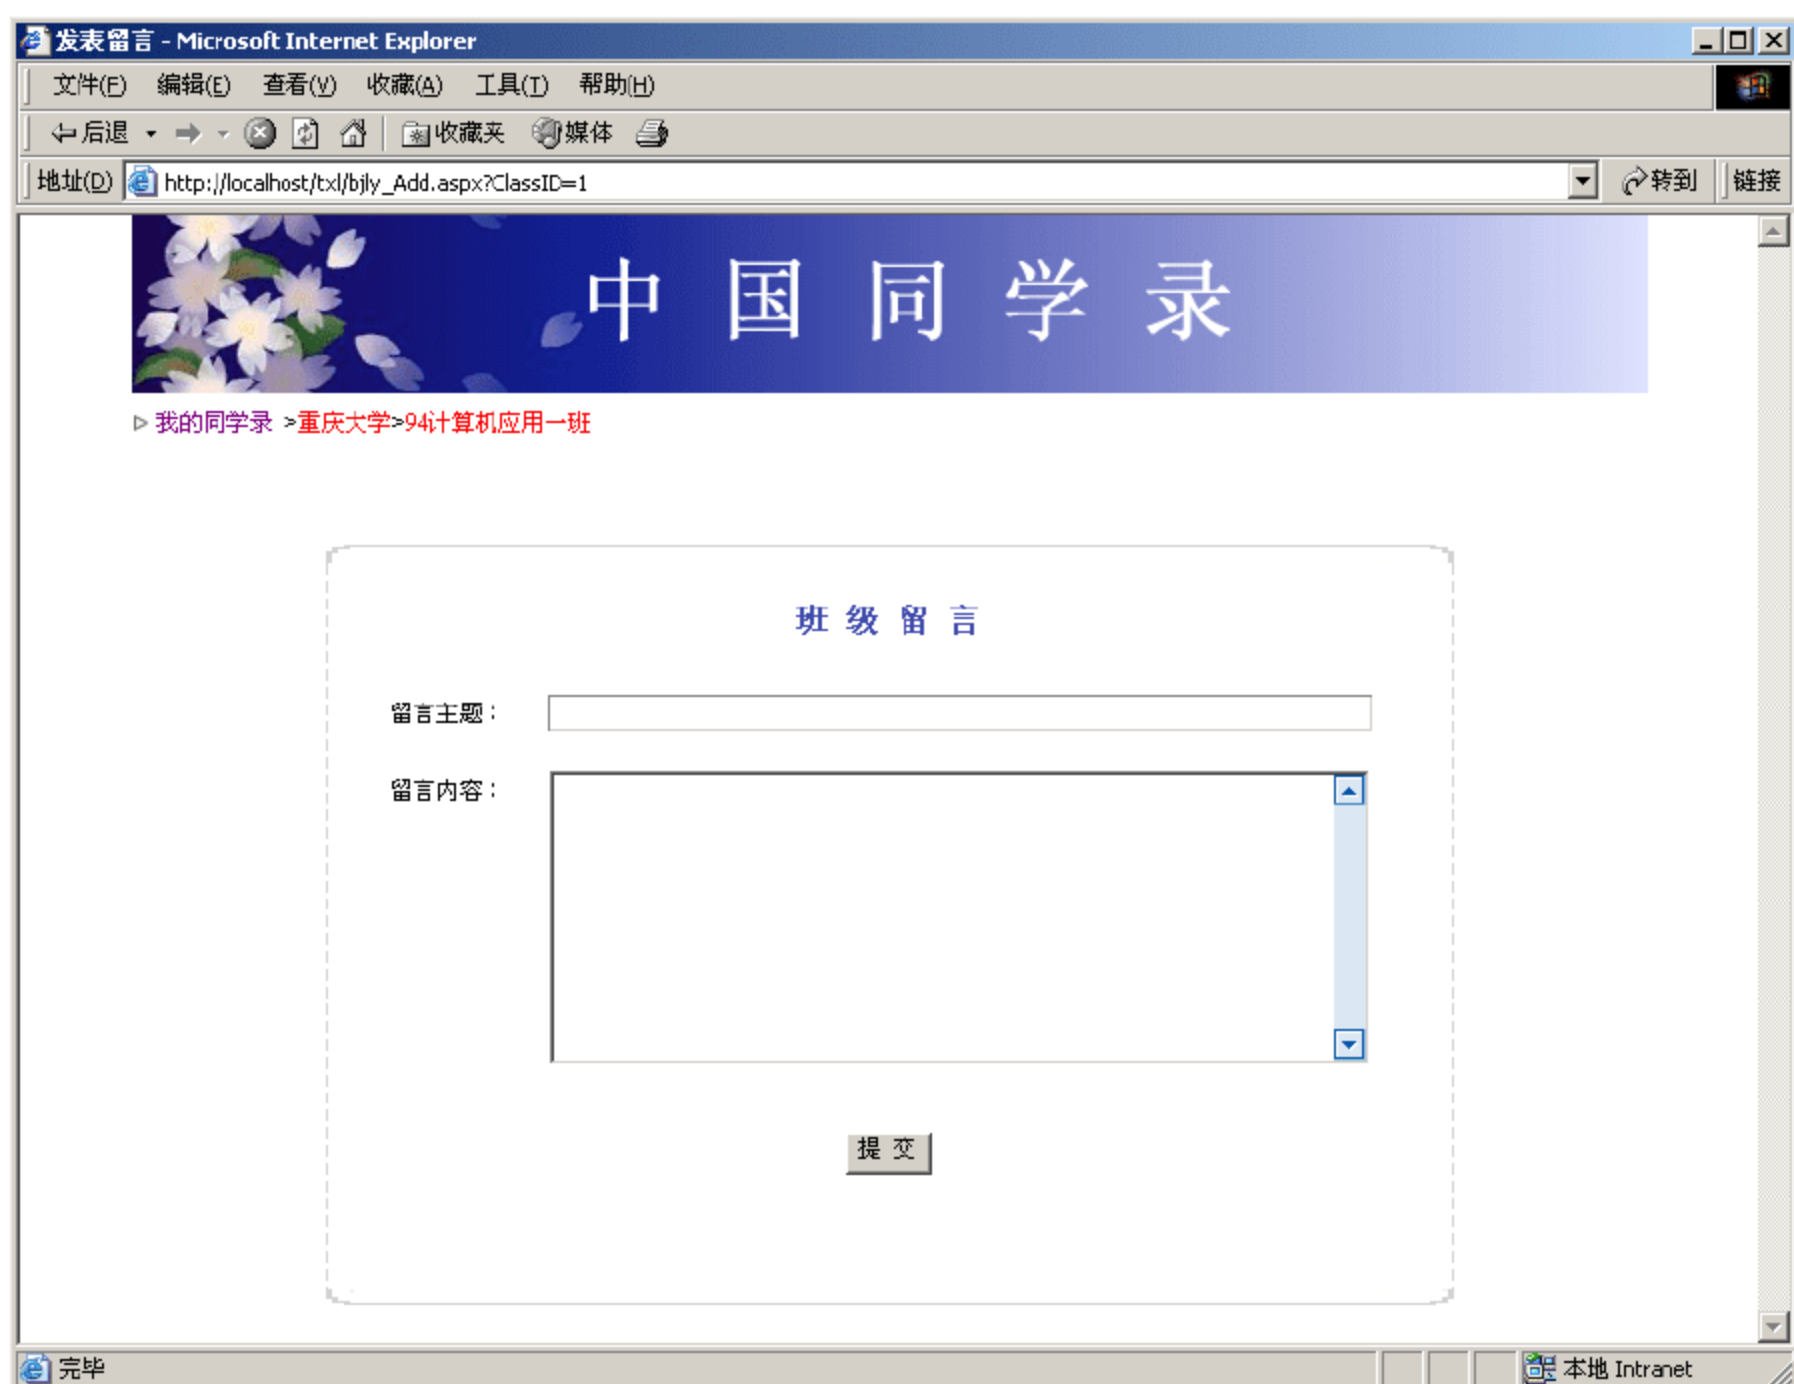 发表留言 - Microsoft Internet Explorer
文件(F) 编辑(E) 查看(V) 收藏(A) 工具(T) 帮助(H)
后退 收藏夹 媒体
地址(D) http://localhost/txl/bjly_Add.aspx?ClassID=1 转到 链接
中国同学录
我的同学录 >重庆大学>94计算机应用一班
班级留言
留言主题：
留言内容：
提 交
完毕 本地 Intranet